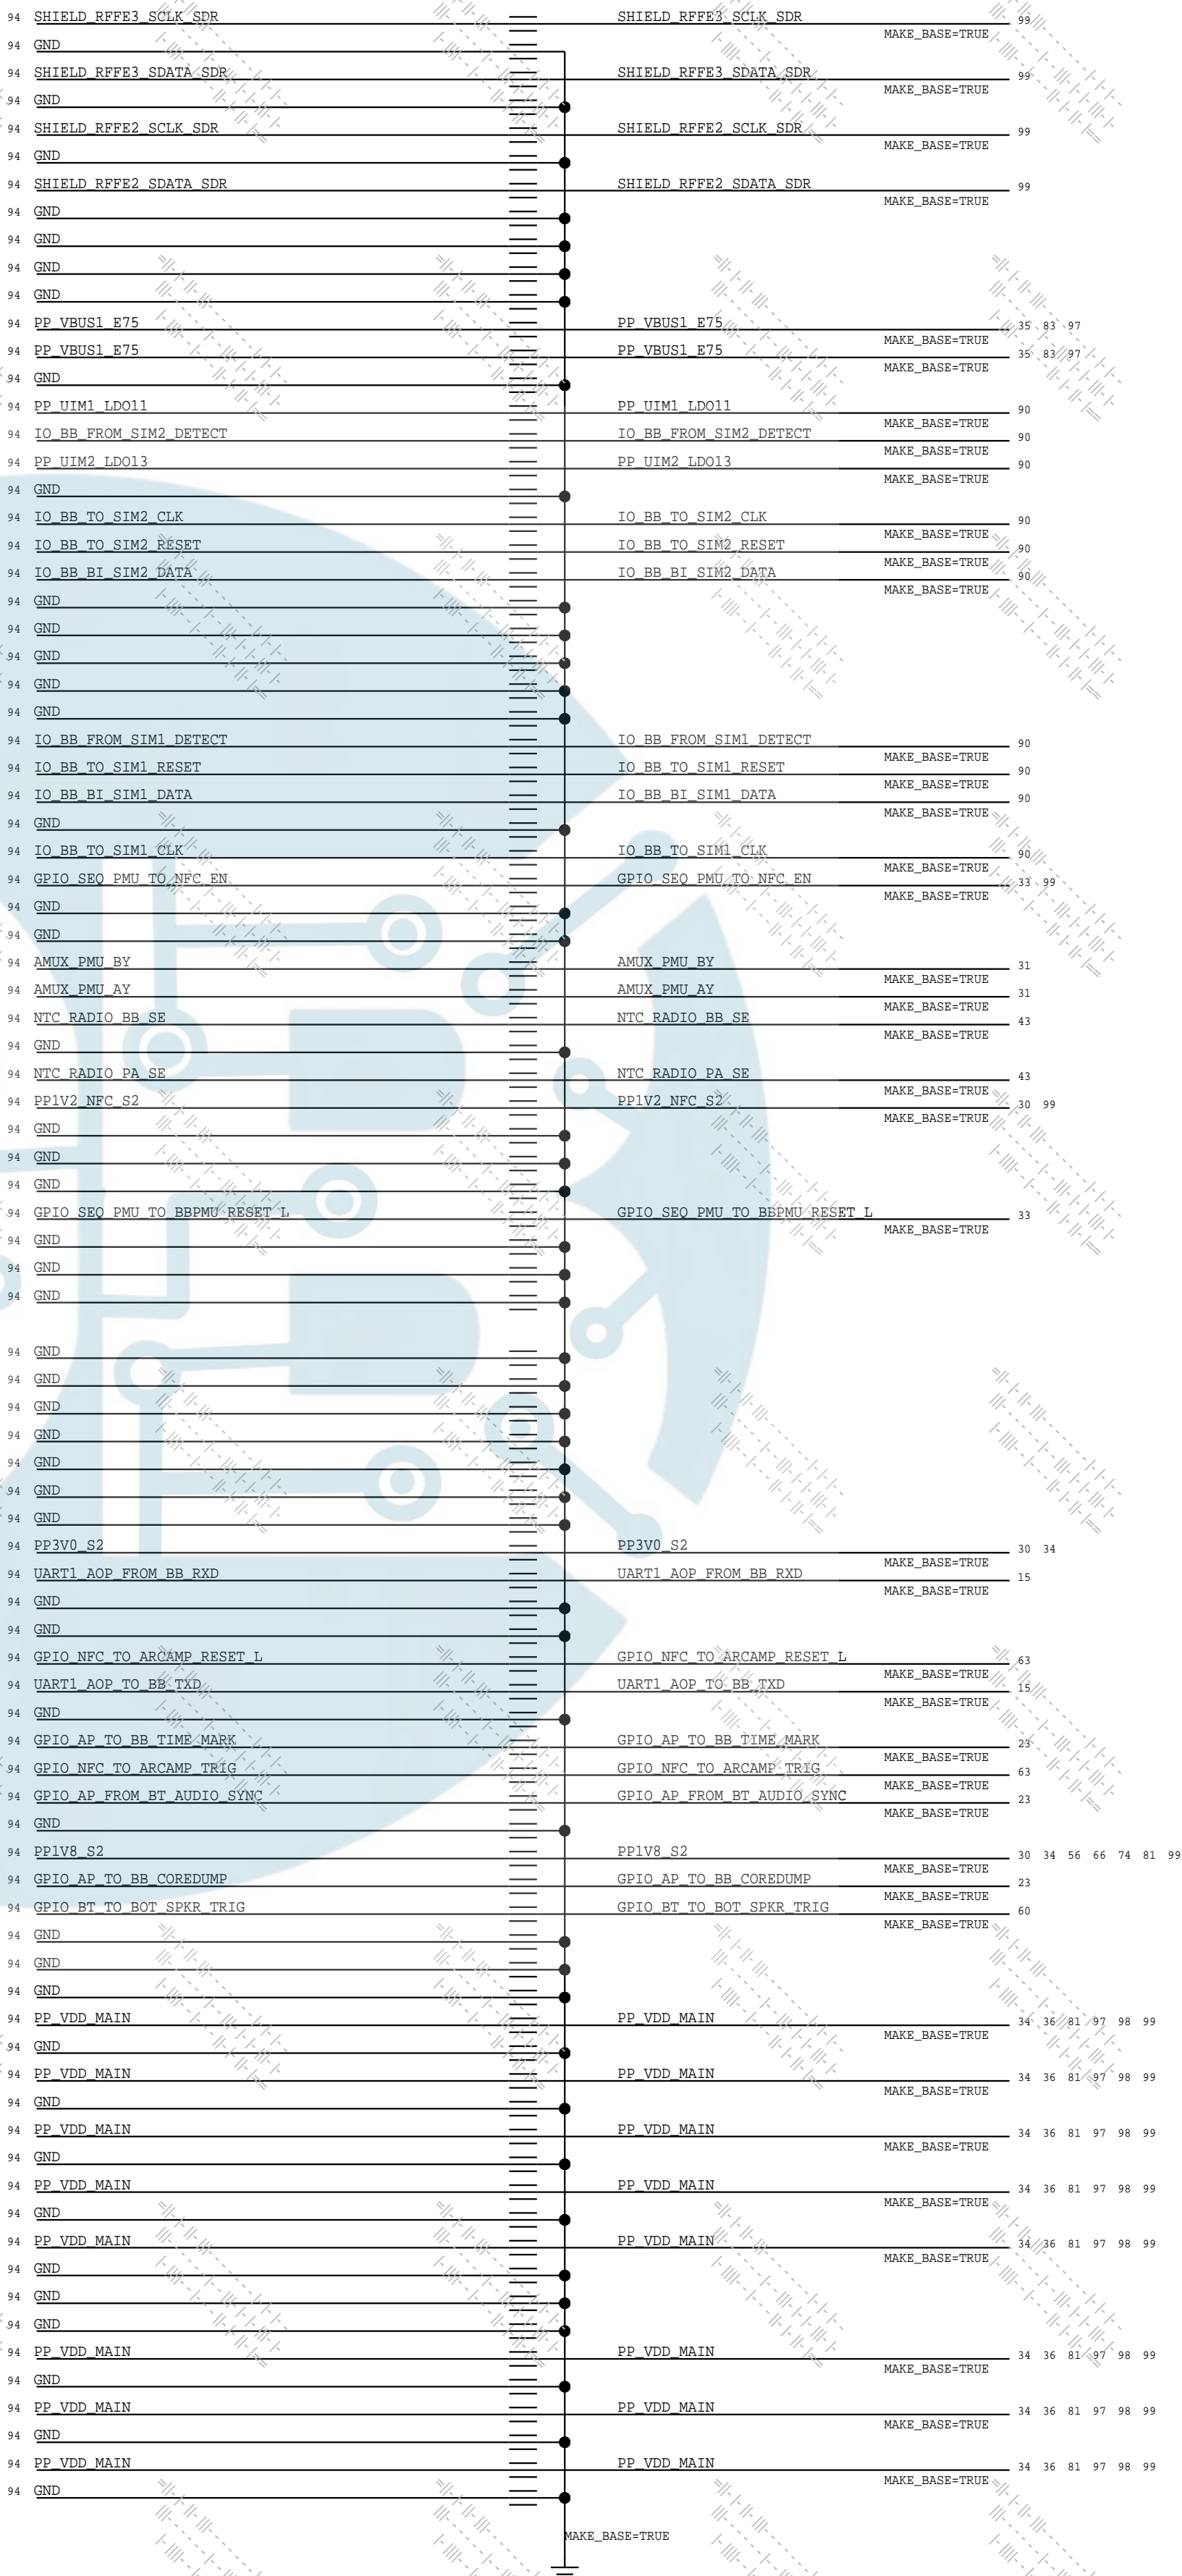 94 SHIELD_RFFE3_SCLK_SDR SHIELD_RFFE3_SCLK_SDR 99
MAKE_BASE=TRUE
94 GND
94 SHIELD_RFFE3_SDATA_SDR SHIELD_RFFE3_SDATA_SDR 99
MAKE_BASE=TRUE
94 GND
94 SHIELD_RFFE2_SCLK_SDR SHIELD_RFFE2_SCLK_SDR 99
MAKE_BASE=TRUE
94 GND
94 SHIELD_RFFE2_SDATA_SDR SHIELD_RFFE2_SDATA_SDR 99
MAKE_BASE=TRUE
94 GND
94 GND
94 GND
94 GND
94 PP_VBUS1_E75 PP_VBUS1_E75 35 83 97
MAKE_BASE=TRUE
94 PP_VBUS1_E75 PP_VBUS1_E75 35 83 97
MAKE_BASE=TRUE
94 GND
94 PP_UIM1_LDO11 PP_UIM1_LDO11 90
MAKE_BASE=TRUE
94 IO_BB_FROM_SIM2_DETECT IO_BB_FROM_SIM2_DETECT 90
MAKE_BASE=TRUE
94 PP_UIM2_LDO13 PP_UIM2_LDO13 90
MAKE_BASE=TRUE
94 GND
94 IO_BB_TO_SIM2_CLK IO_BB_TO_SIM2_CLK 90
MAKE_BASE=TRUE
94 IO_BB_TO_SIM2_RESET IO_BB_TO_SIM2_RESET 90
MAKE_BASE=TRUE
94 IO_BB_BI_SIM2_DATA IO_BB_BI_SIM2_DATA 90
MAKE_BASE=TRUE
94 GND
94 GND
94 GND
94 GND
94 GND
94 IO_BB_FROM_SIM1_DETECT IO_BB_FROM_SIM1_DETECT 90
MAKE_BASE=TRUE
94 IO_BB_TO_SIM1_RESET IO_BB_TO_SIM1_RESET 90
MAKE_BASE=TRUE
94 IO_BB_BI_SIM1_DATA IO_BB_BI_SIM1_DATA 90
MAKE_BASE=TRUE
94 GND
94 IO_BB_TO_SIM1_CLK IO_BB_TO_SIM1_CLK 90
MAKE_BASE=TRUE
94 GPIO_SEQ_PMU_TO_NFC_EN GPIO_SEQ_PMU_TO_NFC_EN 33 99
MAKE_BASE=TRUE
94 GND
94 GND
94 AMUX_PMU_BY AMUX_PMU_BY 31
MAKE_BASE=TRUE
94 AMUX_PMU_AY AMUX_PMU_AY 31
MAKE_BASE=TRUE
94 NTC_RADIO_BB_SE NTC_RADIO_BB_SE 43
MAKE_BASE=TRUE
94 GND
94 NTC_RADIO_PA_SE NTC_RADIO_PA_SE 43
MAKE_BASE=TRUE
94 PP1V2_NFC_S2 PP1V2_NFC_S2 30 99
MAKE_BASE=TRUE
94 GND
94 GND
94 GND
94 GPIO_SEQ_PMU_TO_BBPMU_RESET_L GPIO_SEQ_PMU_TO_BBPMU_RESET_L 33
MAKE_BASE=TRUE
94 GND
94 GND
94 GND
94 GND
94 GND
94 GND
94 GND
94 GND
94 GND
94 GND
94 PP3V0_S2 PP3V0_S2 30 34
MAKE_BASE=TRUE
94 UART1_AOP_FROM_BB_RXD UART1_AOP_FROM_BB_RXD 15
MAKE_BASE=TRUE
94 GND
94 GND
94 GPIO_NFC_TO_ARCAMP_RESET_L GPIO_NFC_TO_ARCAMP_RESET_L 63
MAKE_BASE=TRUE
94 UART1_AOP_TO_BB_TXD UART1_AOP_TO_BB_TXD 15
MAKE_BASE=TRUE
94 GND
94 GPIO_AP_TO_BB_TIME_MARK GPIO_AP_TO_BB_TIME_MARK 23
MAKE_BASE=TRUE
94 GPIO_NFC_TO_ARCAMP_TRIG GPIO_NFC_TO_ARCAMP_TRIG 63
MAKE_BASE=TRUE
94 GPIO_AP_FROM_BT_AUDIO_SYNC GPIO_AP_FROM_BT_AUDIO_SYNC 23
MAKE_BASE=TRUE
94 GND
94 PP1V8_S2 PP1V8_S2 30 34 56 66 74 81 99
MAKE_BASE=TRUE
94 GPIO_AP_TO_BB_COREDUMP GPIO_AP_TO_BB_COREDUMP 23
MAKE_BASE=TRUE
94 GPIO_BT_TO_BOT_SPKR_TRIG GPIO_BT_TO_BOT_SPKR_TRIG 60
MAKE_BASE=TRUE
94 GND
94 GND
94 GND
94 PP_VDD_MAIN PP_VDD_MAIN 34 36 81 97 98 99
MAKE_BASE=TRUE
94 GND
94 PP_VDD_MAIN PP_VDD_MAIN 34 36 81 97 98 99
MAKE_BASE=TRUE
94 GND
94 PP_VDD_MAIN PP_VDD_MAIN 34 36 81 97 98 99
MAKE_BASE=TRUE
94 GND
94 PP_VDD_MAIN PP_VDD_MAIN 34 36 81 97 98 99
MAKE_BASE=TRUE
94 GND
94 PP_VDD_MAIN PP_VDD_MAIN 34 36 81 97 98 99
MAKE_BASE=TRUE
94 GND
94 GND
94 GND
94 PP_VDD_MAIN PP_VDD_MAIN 34 36 81 97 98 99
MAKE_BASE=TRUE
94 GND
94 PP_VDD_MAIN PP_VDD_MAIN 34 36 81 97 98 99
MAKE_BASE=TRUE
94 GND
94 PP_VDD_MAIN PP_VDD_MAIN 34 36 81 97 98 99
MAKE_BASE=TRUE
94 GND
MAKE_BASE=TRUE